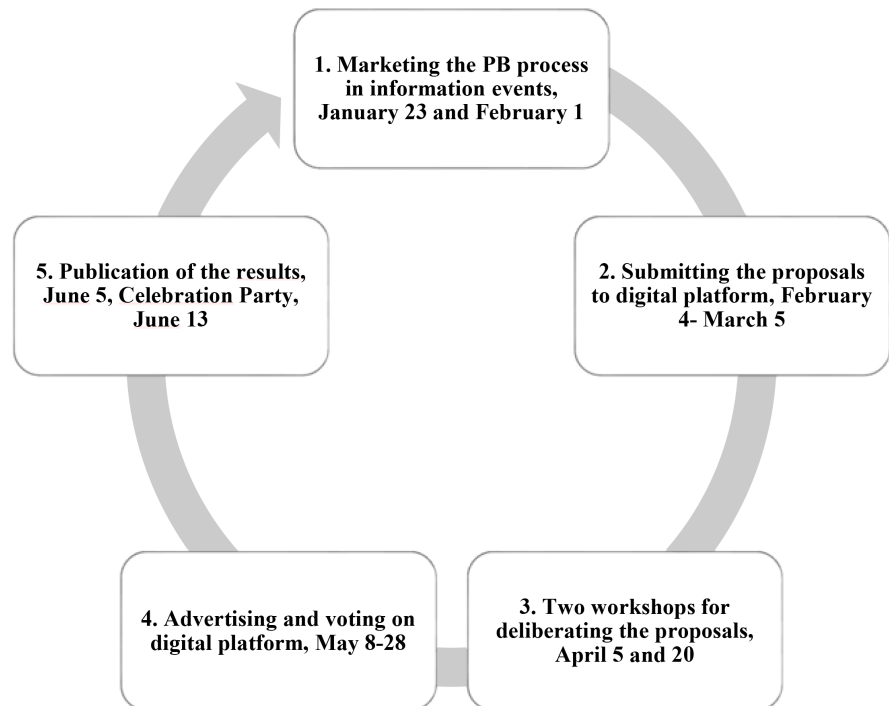 1. Marketing the PB process
in information events,
January 23 and February 1
2. Submitting the proposals
to digital platform, February
4- March 5
3. Two workshops for
deliberating the proposals,
April 5 and 20
4. Advertising and voting on
digital platform, May 8-28
5. Publication of the results,
June 5, Celebration Party,
June 13